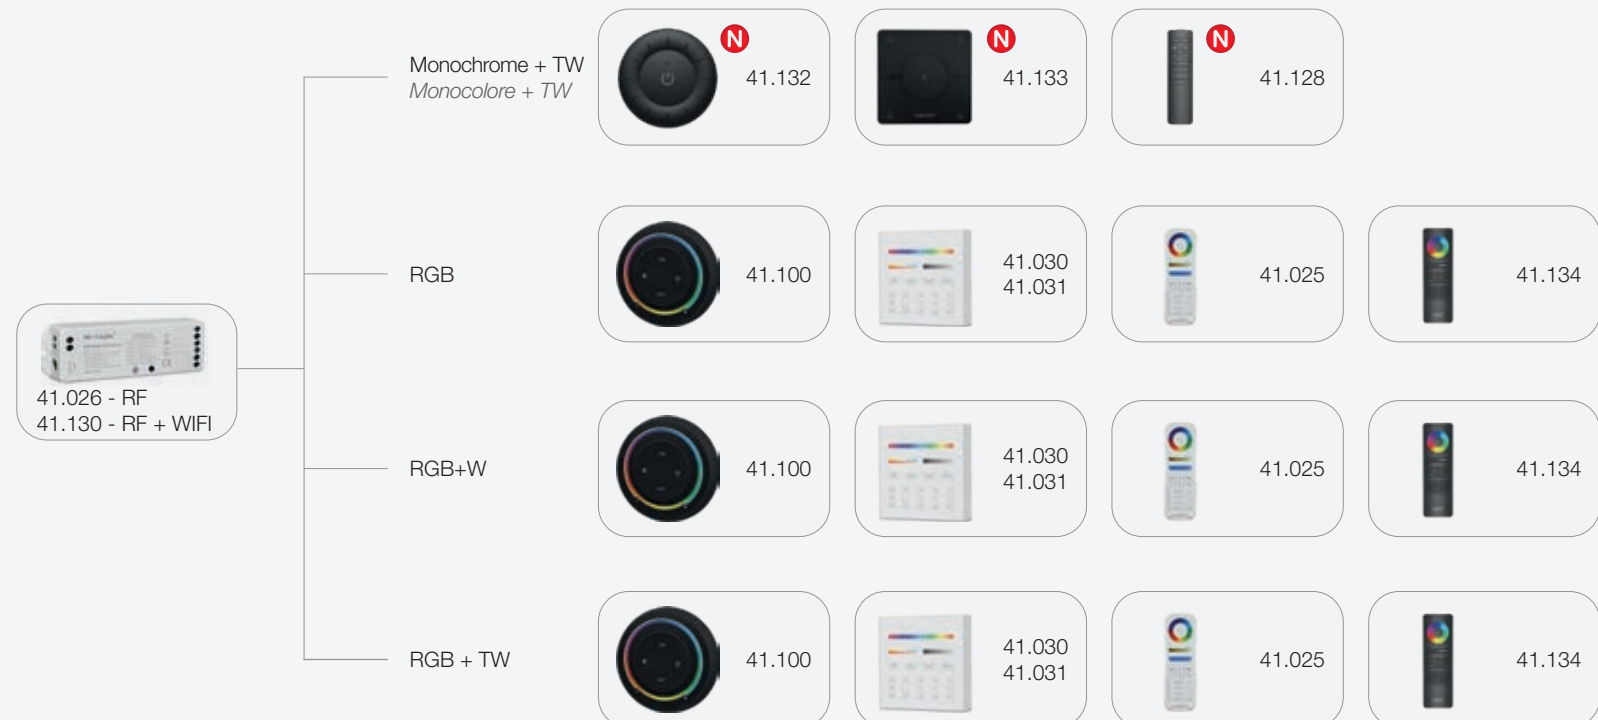 Monochrome + TW
Monocolore + TW
N
41.132
N
41.133
N
41.128
RGB
41.100
41.030
41.031
41.025
41.134
41.026 - RF
41.130 - RF + WIFI
RGB+W
41.100
41.030
41.031
41.025
41.134
RGB + TW
41.100
41.030
41.031
41.025
41.134